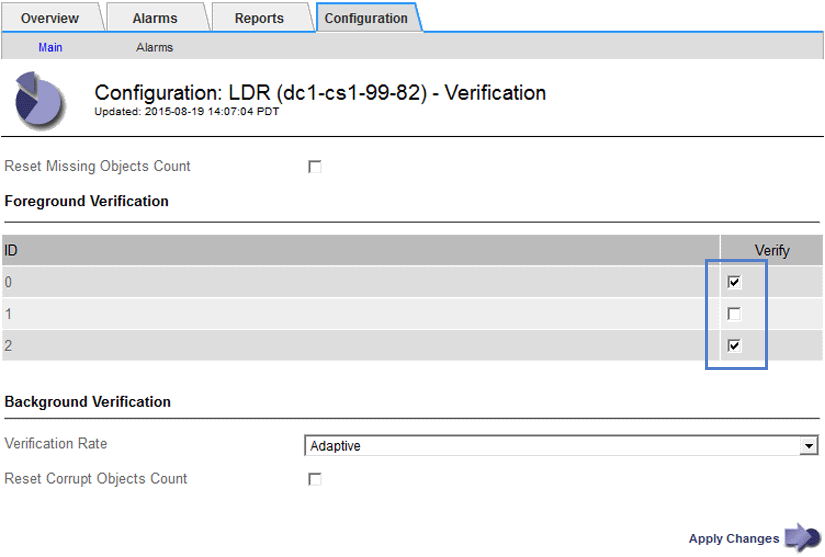 Overview Alarms Reports Configuration
Main Alarms
Configuration: LDR (dc1-cs1-99-82) - Verification
Updated: 2015-08-19 14:07:04 PDT
Reset Missing Objects Count
Foreground Verification
ID Verify
0
1
2
Background Verification
Verification Rate Adaptive
Reset Corrupt Objects Count
Apply Changes